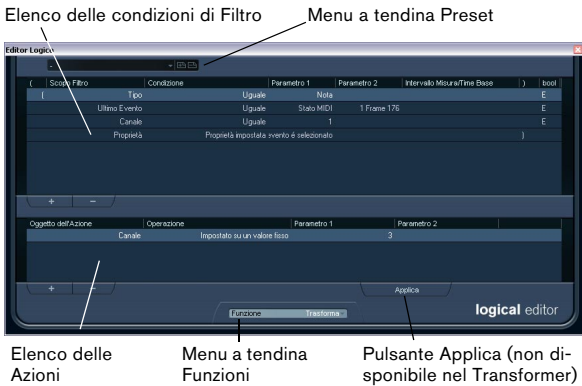 Elenco delle condizioni di Filtro
Menu a tendina Preset
Editor Logico
-
( Scopo Filtro Condizione Parametro 1 Parametro 2 Intervallo Misura/Time Base ) bool
( Tipo Uguale Nota E
Ultimo Evento Uguale Stato MIDI 1 Frame 176 E
Canale Uguale 1 E
Proprietà Proprietà impostata evento é selezionato )
+ −
Oggetto dell'Azione Operazione Parametro 1 Parametro 2
Canale Impostato su un valore fisso 3
+ −
Applica
Funzione Trasforma
logical editor
Elenco delle
Azioni
Menu a tendina
Funzioni
Pulsante Applica (non di-
sponibile nel Transformer)